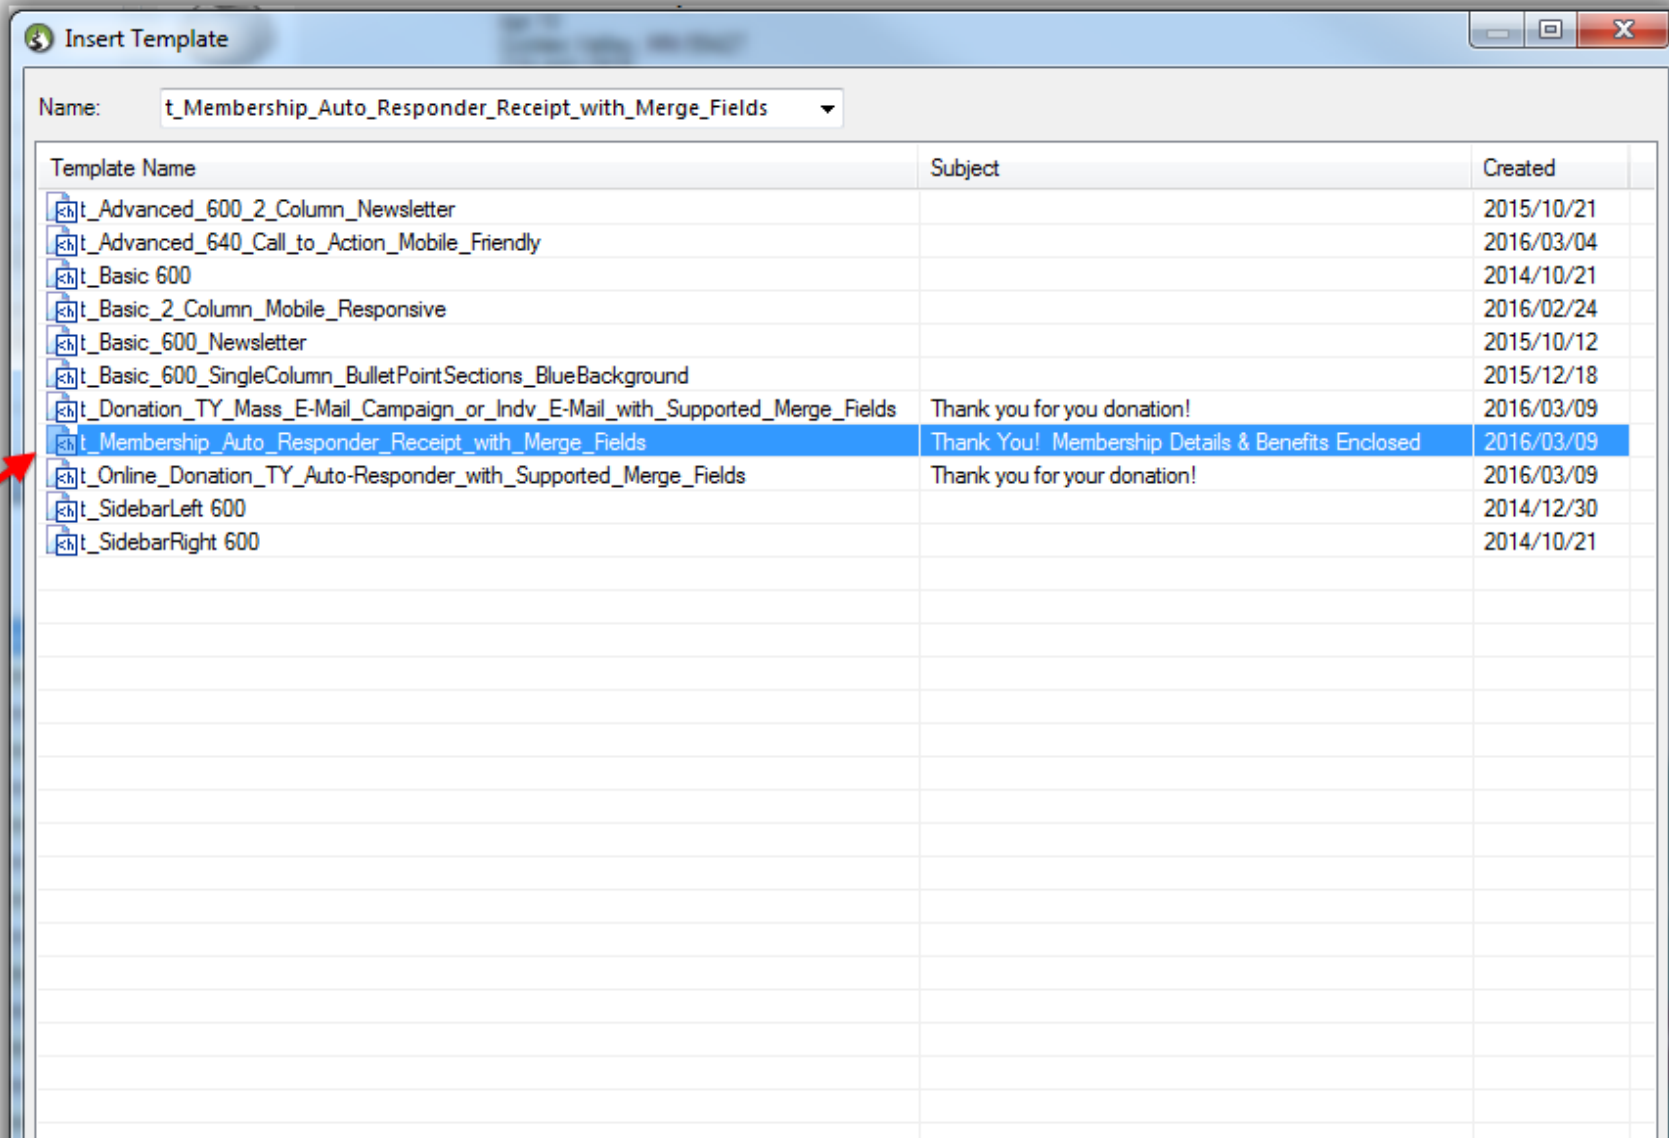 Insert Template
Name: t_Membership_Auto_Responder_Receipt_with_Merge_Fields
Template Name Subject Created
t_Advanced_600_2_Column_Newsletter 2015/10/21
t_Advanced_640_Call_to_Action_Mobile_Friendly 2016/03/04
t_Basic 600 2014/10/21
t_Basic_2_Column_Mobile_Responsive 2016/02/24
t_Basic_600_Newsletter 2015/10/12
t_Basic_600_SingleColumn_BulletPointSections_BlueBackground 2015/12/18
t_Donation_TY_Mass_E-Mail_Campaign_or_Indv_E-Mail_with_Supported_Merge_Fields Thank you for you donation! 2016/03/09
t_Membership_Auto_Responder_Receipt_with_Merge_Fields Thank You!  Membership Details & Benefits Enclosed 2016/03/09
t_Online_Donation_TY_Auto-Responder_with_Supported_Merge_Fields Thank you for your donation! 2016/03/09
t_SidebarLeft 600 2014/12/30
t_SidebarRight 600 2014/10/21